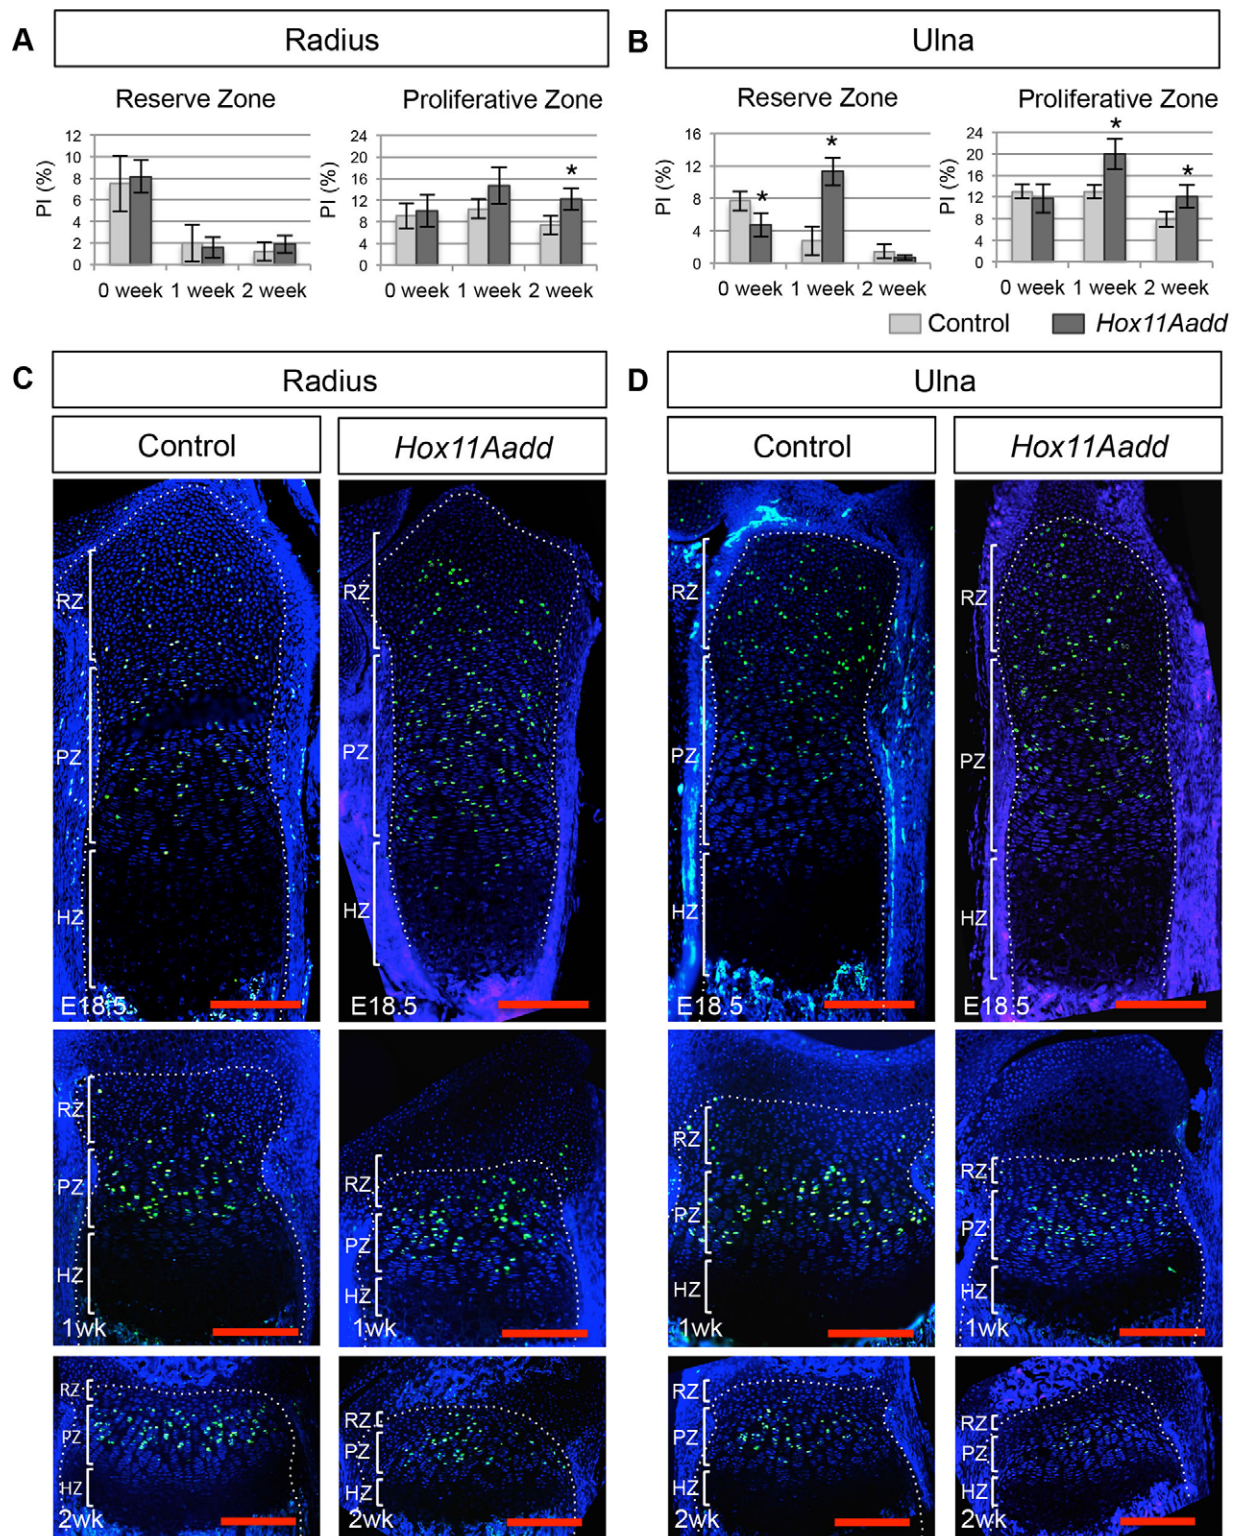 A Radius B Ulna
Reserve Zone Proliferative Zone Reserve Zone Proliferative Zone
PI (%)
12
10
8
6
4
2
0
0 week 1 week 2 week
PI (%)
24
20
16
12
8
4
0
*
0 week 1 week 2 week
PI (%)
16
12
8
4
0
* *
0 week 1 week 2 week
PI (%)
24
20
16
12
8
4
0
* *
0 week 1 week 2 week
Control Hox11Aadd
C Radius D Ulna
Control Hox11Aadd Control Hox11Aadd
RZ RZ RZ RZ
PZ PZ PZ PZ
HZ HZ HZ HZ
E18.5 E18.5 E18.5 E18.5
RZ RZ RZ RZ
PZ PZ PZ PZ
HZ HZ HZ HZ
1wk 1wk 1wk 1wk
RZ RZ RZ RZ
PZ PZ PZ PZ
HZ HZ HZ HZ
2wk 2wk 2wk 2wk